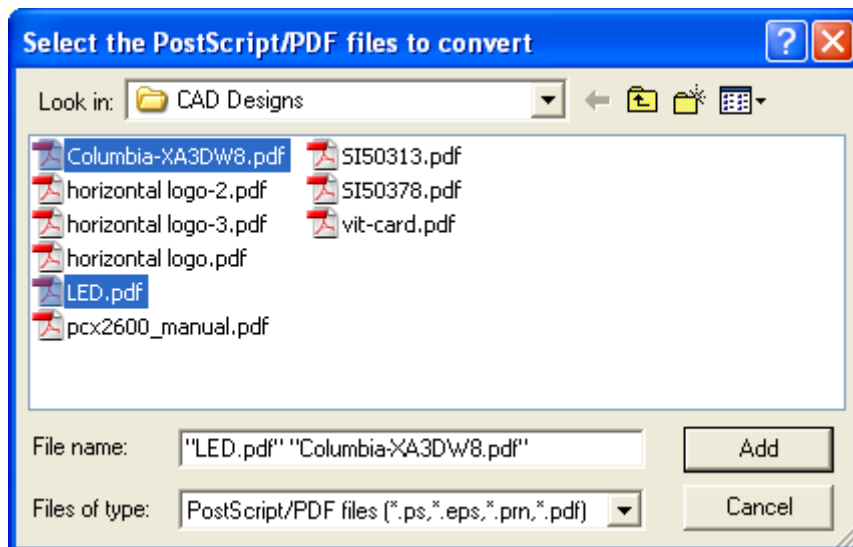 Select the PostScript/PDF files to convert
Look in: CAD Designs
Columbia-XA3DW8.pdf
horizontal logo-2.pdf
horizontal logo-3.pdf
horizontal logo.pdf
LED.pdf
pcx2600_manual.pdf
SI50313.pdf
SI50378.pdf
vit-card.pdf
File name: "LED.pdf" "Columbia-XA3DW8.pdf" Add
Files of type: PostScript/PDF files (*.ps,*.eps,*.prn,*.pdf) Cancel